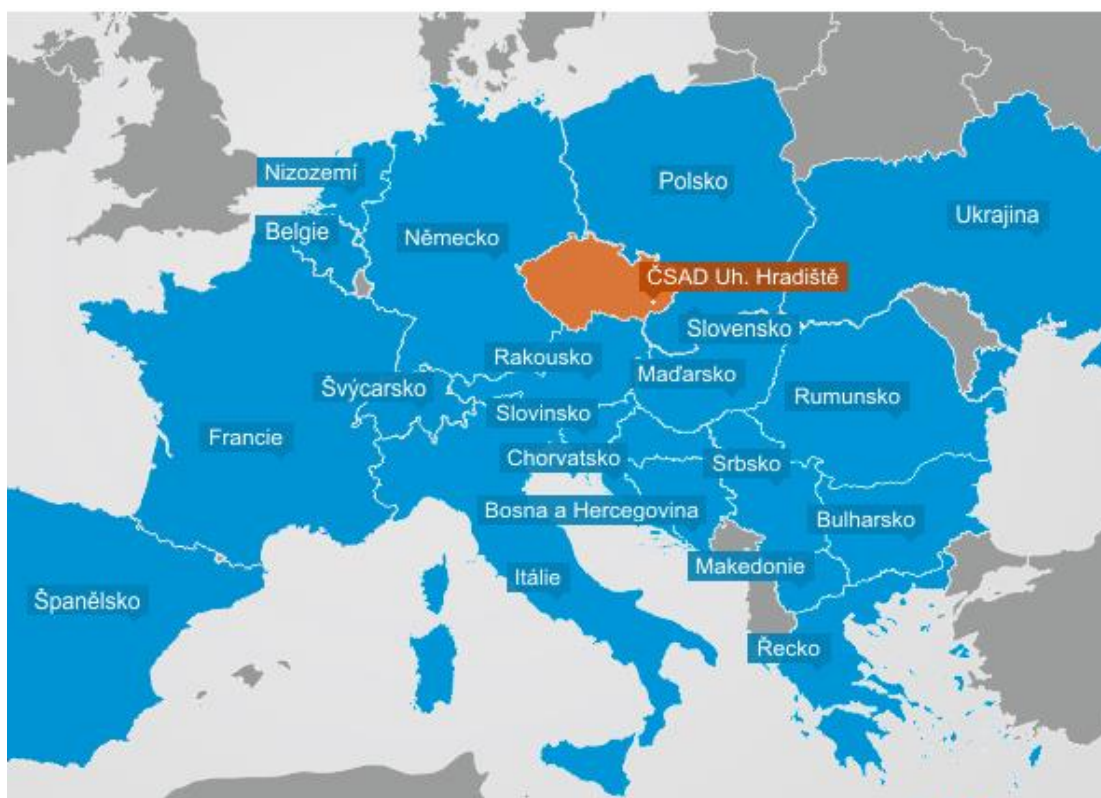 Nizozemí
Polsko
Ukrajina
Belgie
Německo
ČSAD Uh. Hradiště
Slovensko
Rakousko
Maďarsko
Švýcarsko
Rumunsko
Slovinsko
Francie
Chorvatsko
Srbsko
Bosna a Hercegovina
Bulharsko
Makedonie
Itálie
Španělsko
Řecko